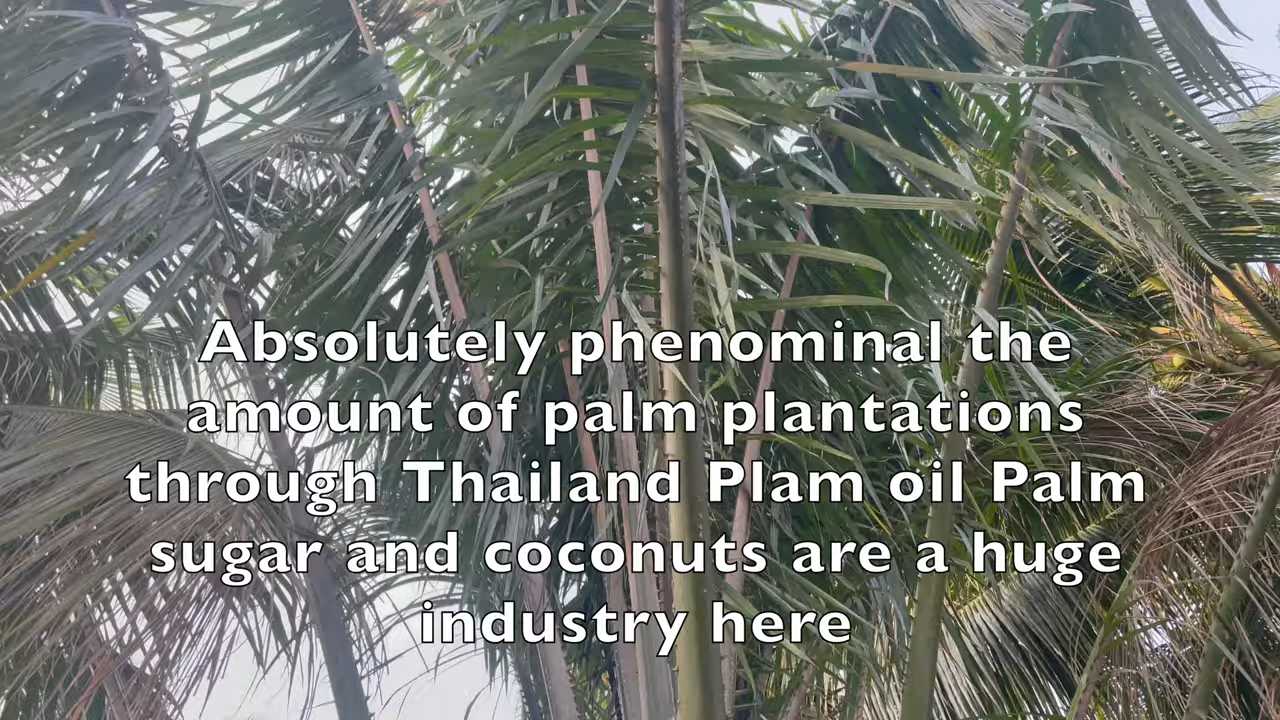 Absolutely phenominal the
amount of palm plantations
through Thailand Plam oil Palm
sugar and coconuts are a huge
industry here